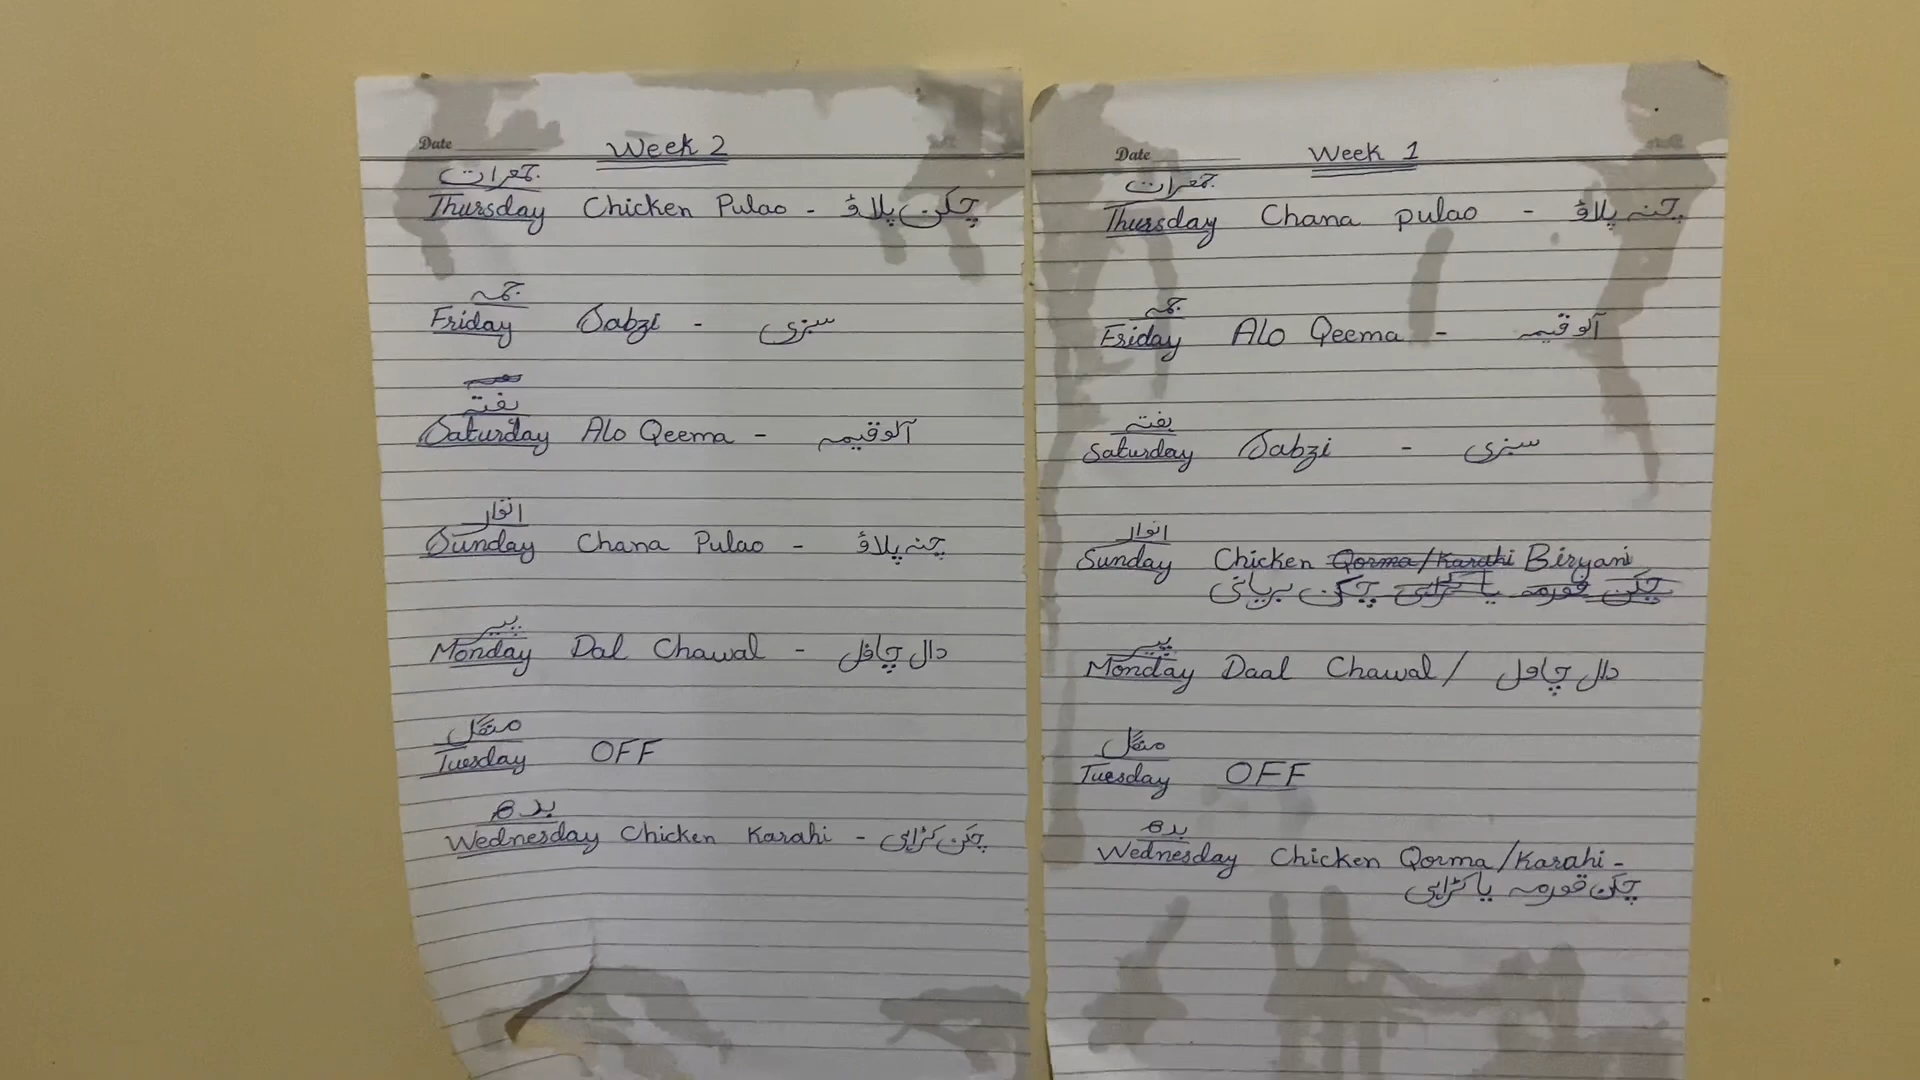 Date
Week 2
جمعرات
Thursday Chicken Pulao - چکن پلاؤ
جمعہ
Friday Sabzi - سبزی
ہفتہ
Saturday Alo Qeema - آلو قیمہ
اتوار
Sunday Chana Pulao - چنہ پلاؤ
پیر
Monday Dal Chawal - دال چاول
منگل
Tuesday OFF
بدھ
Wednesday Chicken Karahi - چکن کڑاہی
Date
Week 1
جمعرات
Thursday Chana pulao - چنہ پلاؤ
جمعہ
Friday Alo Qeema - آلو قیمہ
ہفتہ
Saturday Sabzi - سبزی
اتوار
Sunday Chicken Qorma/Karahi Biryani
چکن قورمہ یا کڑاہی چکن بریانی
پیر
Monday Daal Chawal / دال چاول
منگل
Tuesday OFF
بدھ
Wednesday Chicken Qorma/Karahi -
چکن قورمہ یا کڑاہی